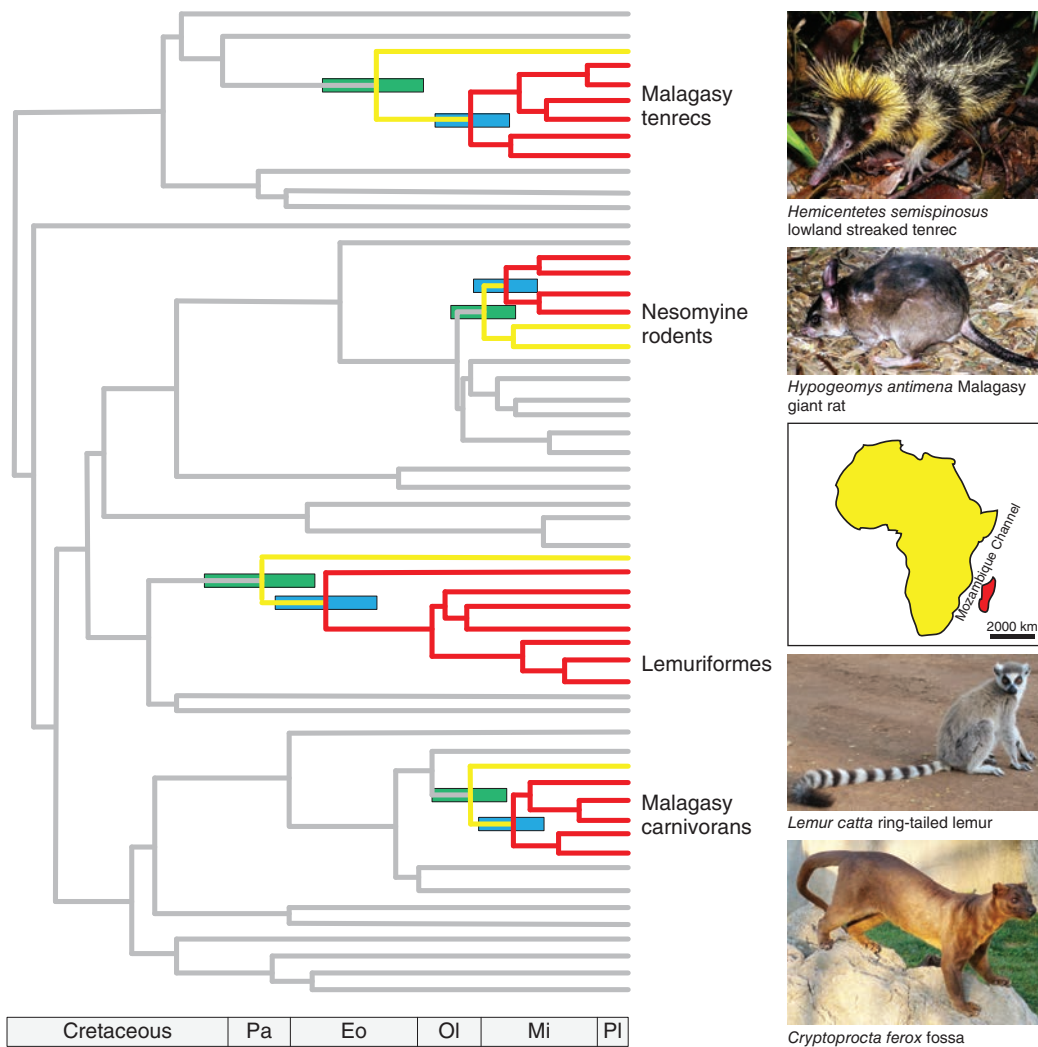 Malagasy
tenrecs
Nesomyine
rodents
Lemuriformes
Malagasy
carnivorans
Cretaceous Pa Eo Ol Mi Pl
Hemicentetes semispinosus
lowland streaked tenrec
Hypogeomys antimena Malagasy
giant rat
Mozambique Channel
2000 km
Lemur catta ring-tailed lemur
Cryptoprocta ferox fossa